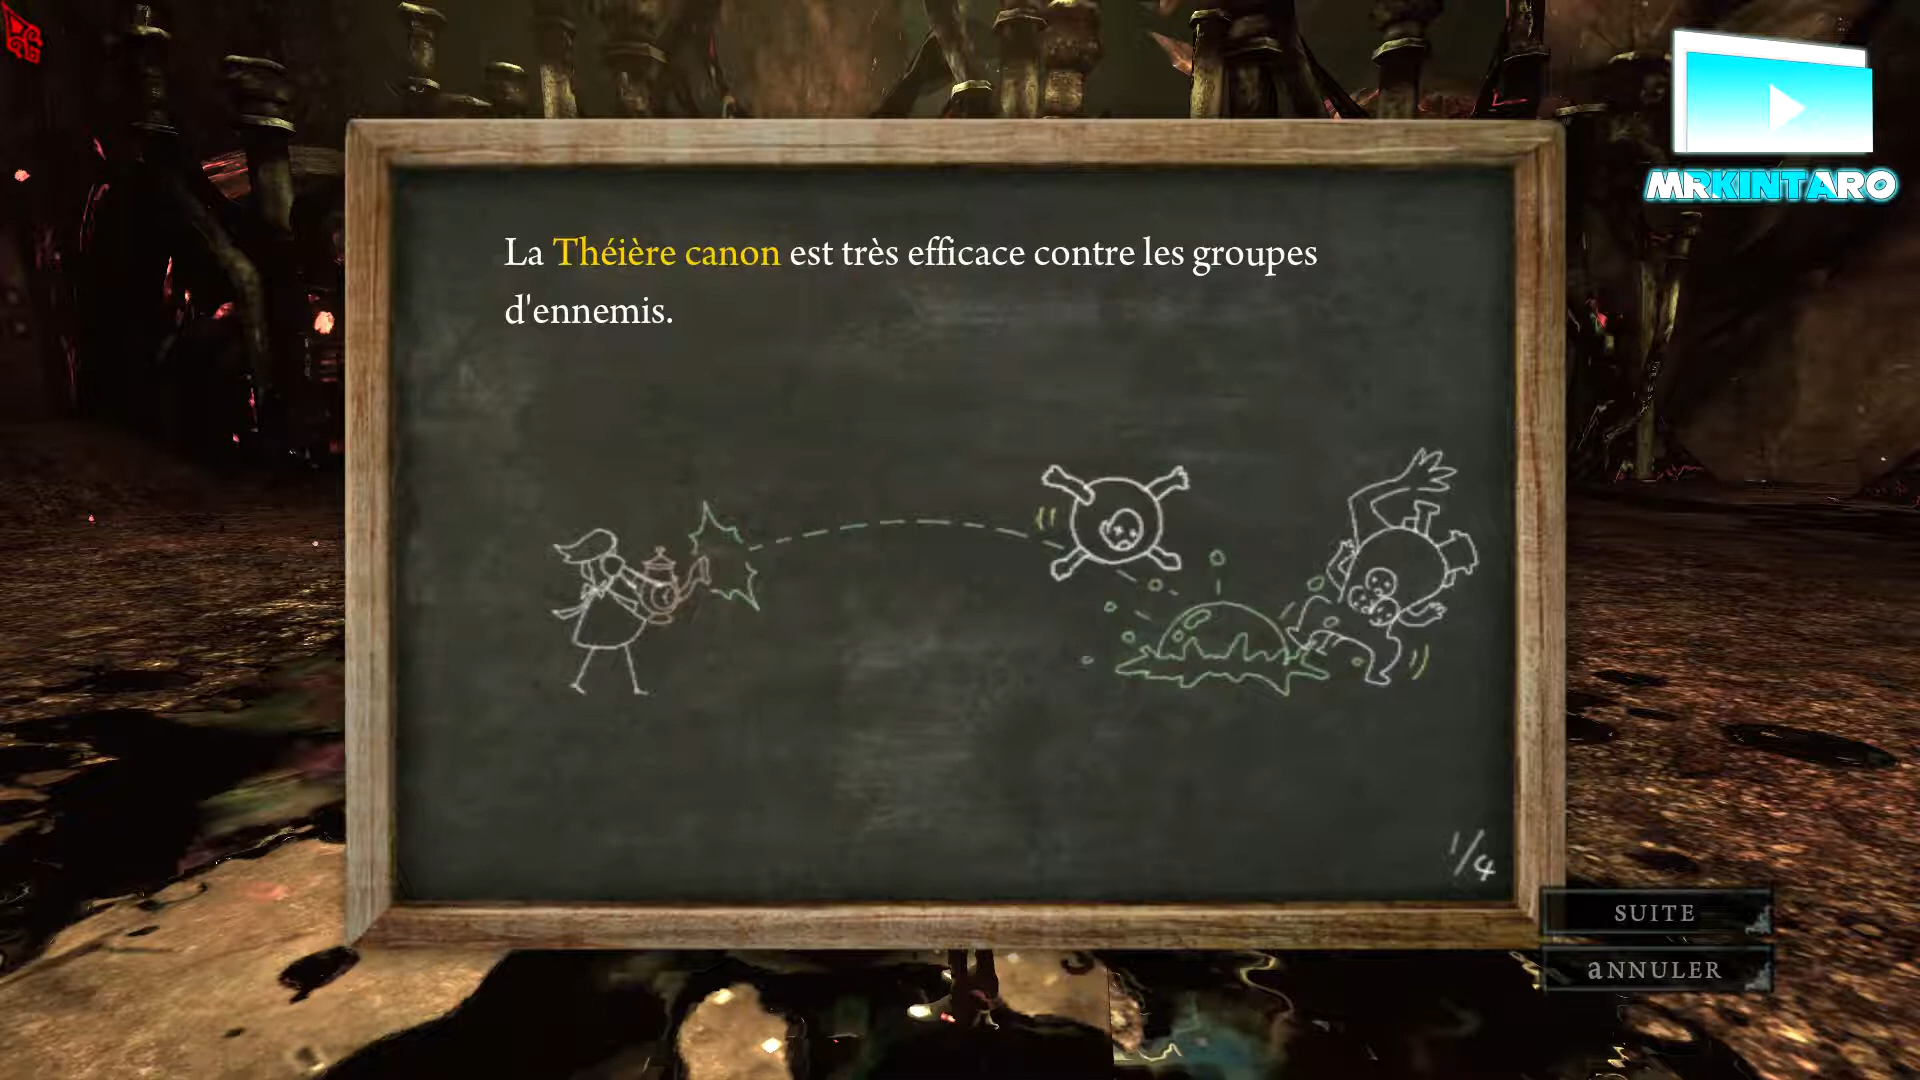 MRKINTARO
La Théière canon est très efficace contre les groupes
d'ennemis.
1/4
SUITE
aNNULER